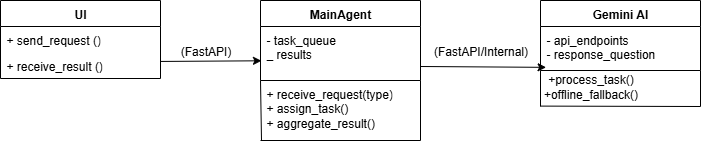 UI
+ send_request ()
+ receive_result ()
(FastAPI)
MainAgent
- task_queue
_ results
+ receive_request(type)
+ assign_task()
+ aggregate_result()
(FastAPI/Internal)
Gemini AI
- api_endpoints
- response_question
+process_task()
+offline_fallback()